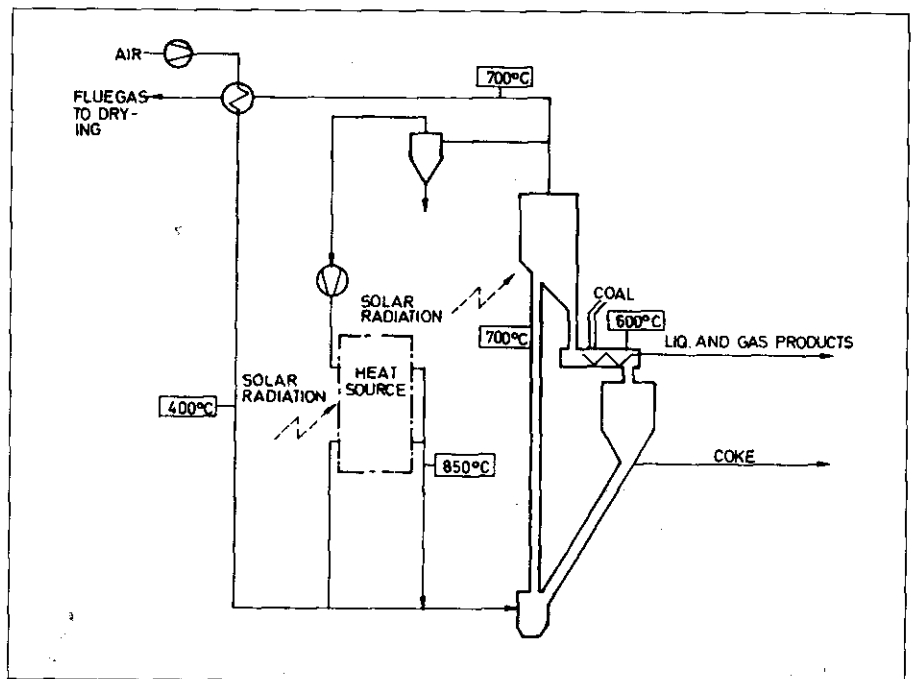 AIR
700°C
FLUEGAS
TO DRY-
ING
SOLAR
RADIATION
COAL
600°C
700°C
LIQ. AND GAS PRODUCTS
HEAT
SOURCE
SOLAR
RADIATION
400°C
850°C
COKE